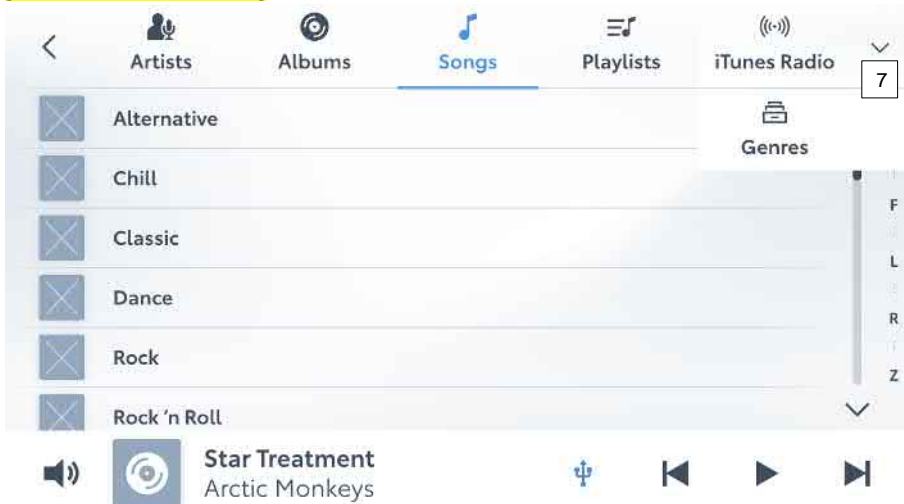 Artists Albums Songs Playlists iTunes Radio
7
Alternative
Genres
Chill
F
Classic
L
Dance
R
Rock
Z
Rock 'n Roll
Star Treatment
Arctic Monkeys